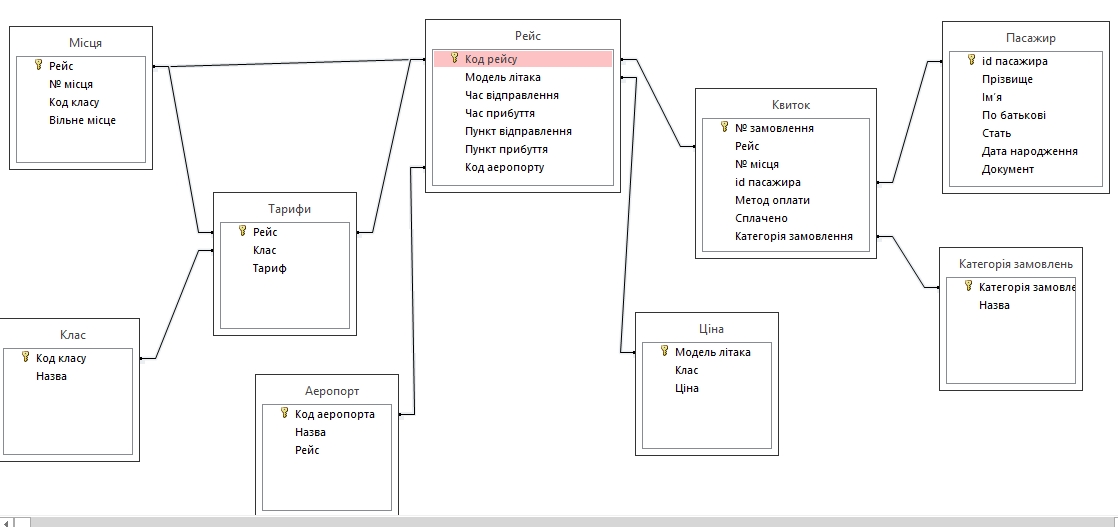 Місця
Рейс
№ місця
Код класу
Вільне місце
Рейс
Код рейсу
Модель літака
Час відправлення
Час прибуття
Пункт відправлення
Пункт прибуття
Код аеропорту
Квиток
№ замовлення
Рейс
№ місця
id пасажира
Метод оплати
Сплачено
Категорія замовлення
Пасажир
id пасажира
Прізвище
Ім'я
По батькові
Стать
Дата народження
Документ
Тарифи
Рейс
Клас
Тариф
Категорія замовлень
Категорія замовле
Назва
Клас
Код класу
Назва
Ціна
Модель літака
Клас
Ціна
Аеропорт
Код аеропорта
Назва
Рейс